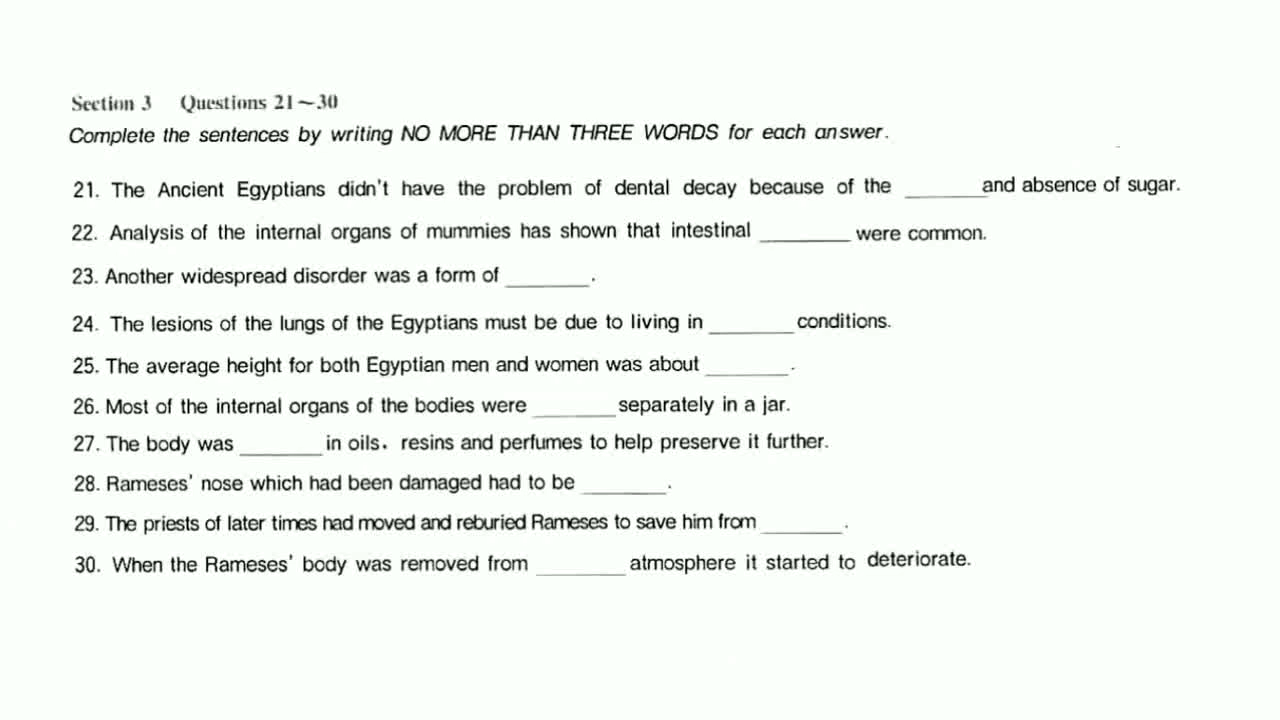 Section 3 Questions 21~30
Complete the sentences by writing NO MORE THAN THREE WORDS for each answer.
21. The Ancient Egyptians didn't have the problem of dental decay because of the _______ and absence of sugar.
22. Analysis of the internal organs of mummies has shown that intestinal ________ were common.
23. Another widespread disorder was a form of _______.
24. The lesions of the lungs of the Egyptians must be due to living in _______ conditions.
25. The average height for both Egyptian men and women was about _______.
26. Most of the internal organs of the bodies were _______ separately in a jar.
27. The body was _______ in oils, resins and perfumes to help preserve it further.
28. Rameses' nose which had been damaged had to be _______.
29. The priests of later times had moved and reburied Rameses to save him from _______.
30. When the Rameses' body was removed from ________ atmosphere it started to deteriorate.